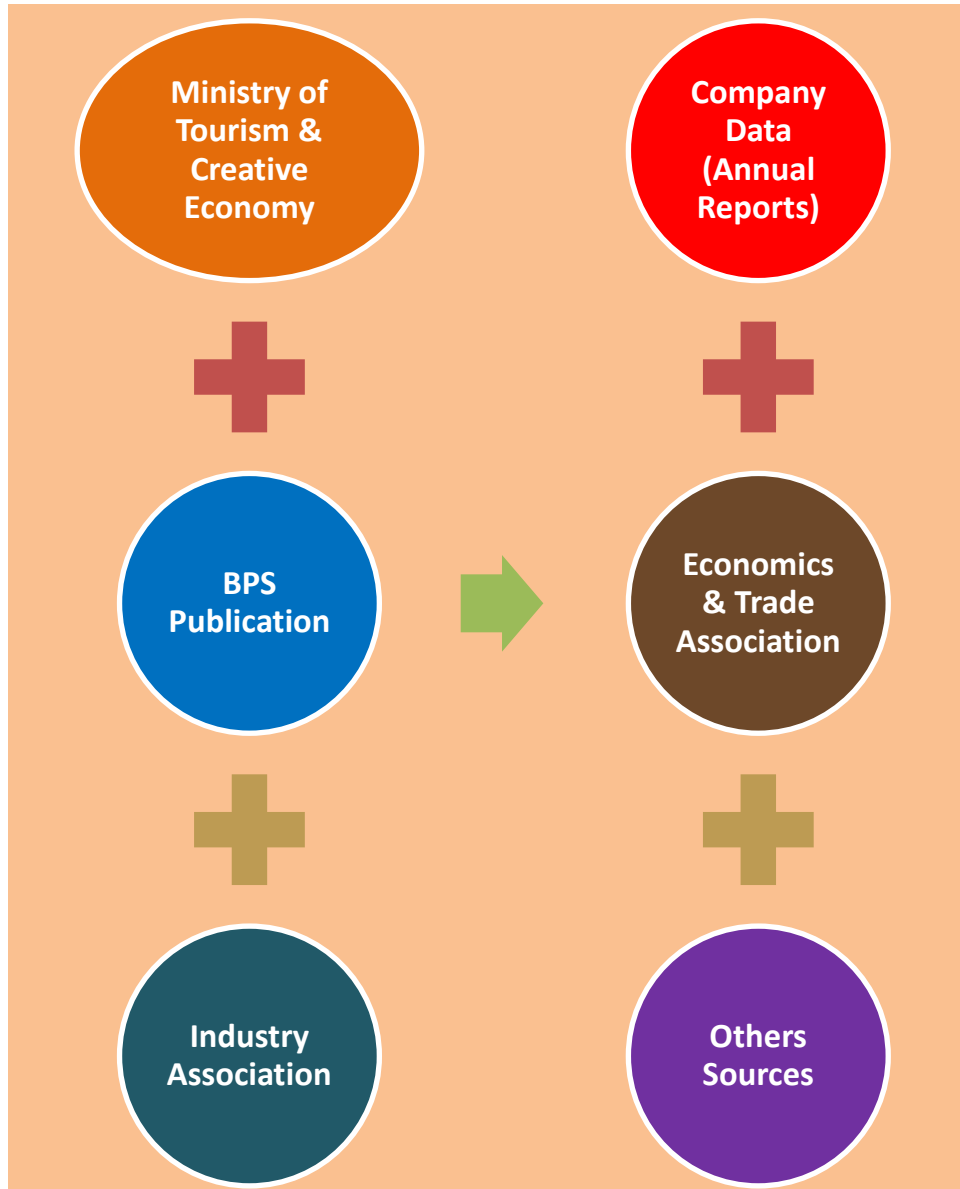 Ministry of
Tourism &
Creative
Economy
Company
Data
(Annual
Reports)
BPS
Publication
Economics
& Trade
Association
Industry
Association
Others
Sources